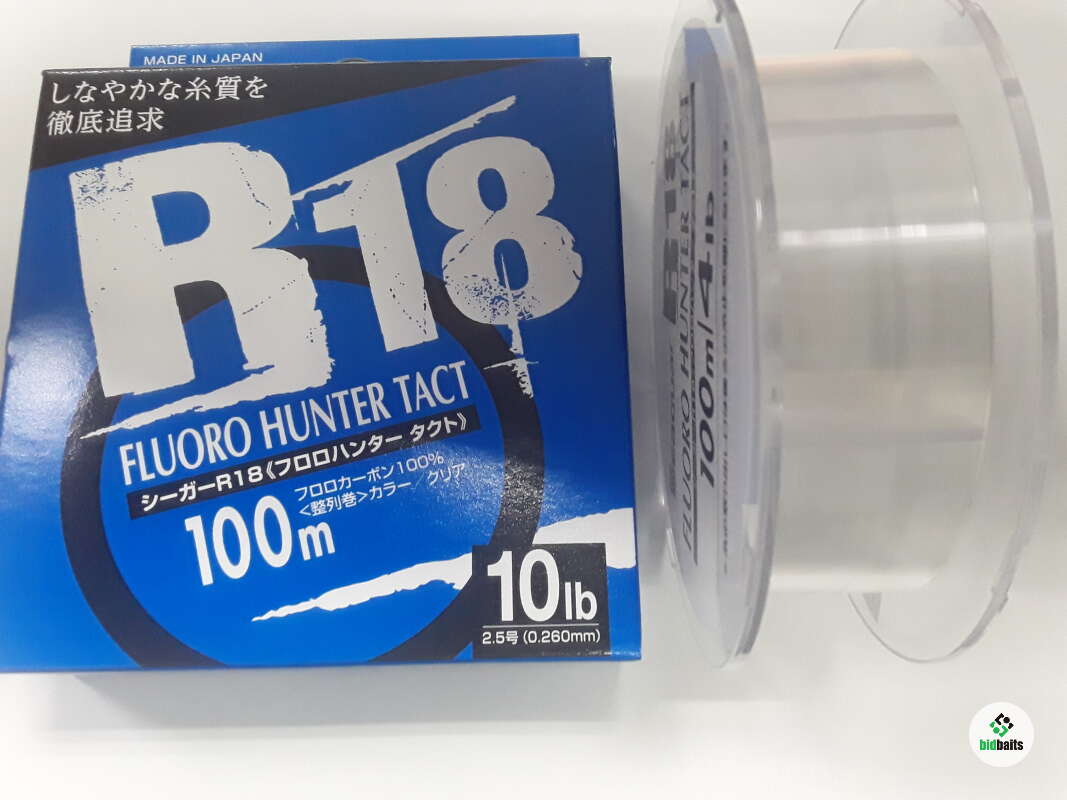 MADE IN JAPAN
しなやかな糸質を
徹底追求
R18
FLUORO HUNTER TACT
シーガーR18《フロロハンター タクト》
100m
フロロカーボン100%
<整列巻>カラー/クリア
10lb
2.5号(0.260mm)
R18
FLUORO HUNTER TACT
100m/4lb
bidbaits